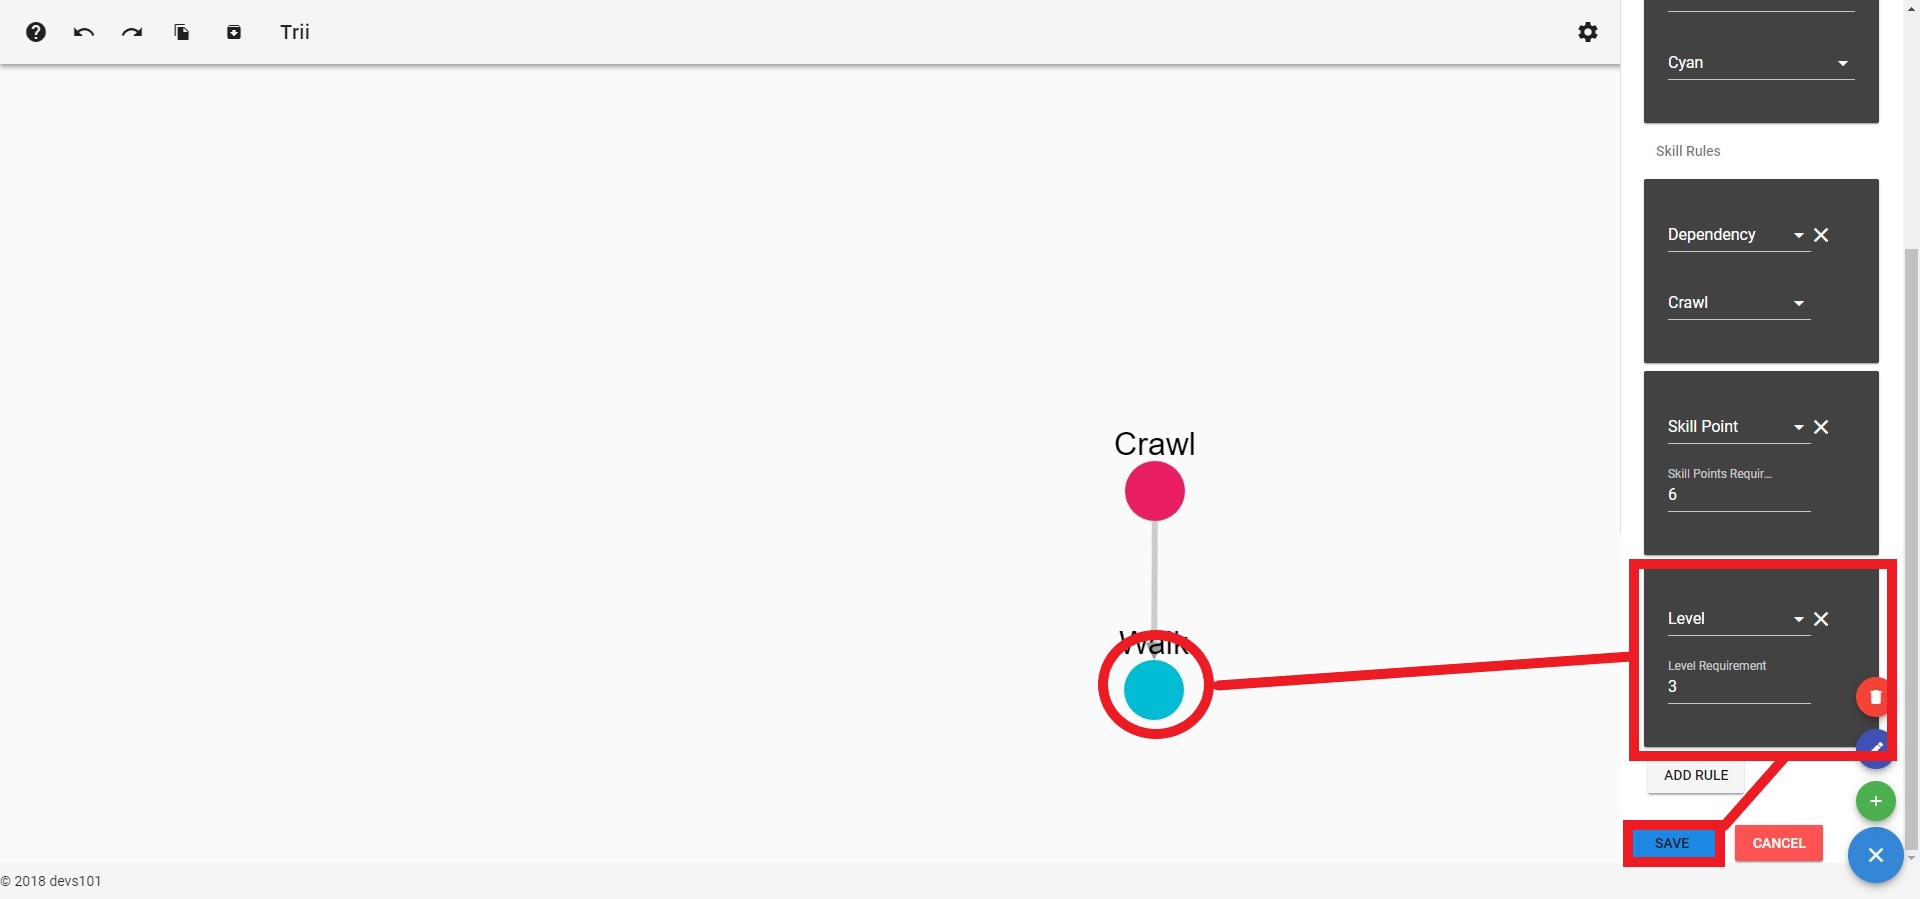 Trii
Cyan
Skill Rules
Dependency
Crawl
Skill Point
Skill Points Requir...
6
Level
Level Requirement
3
ADD RULE
SAVE
CANCEL
Crawl
Walk
© 2018 devs101